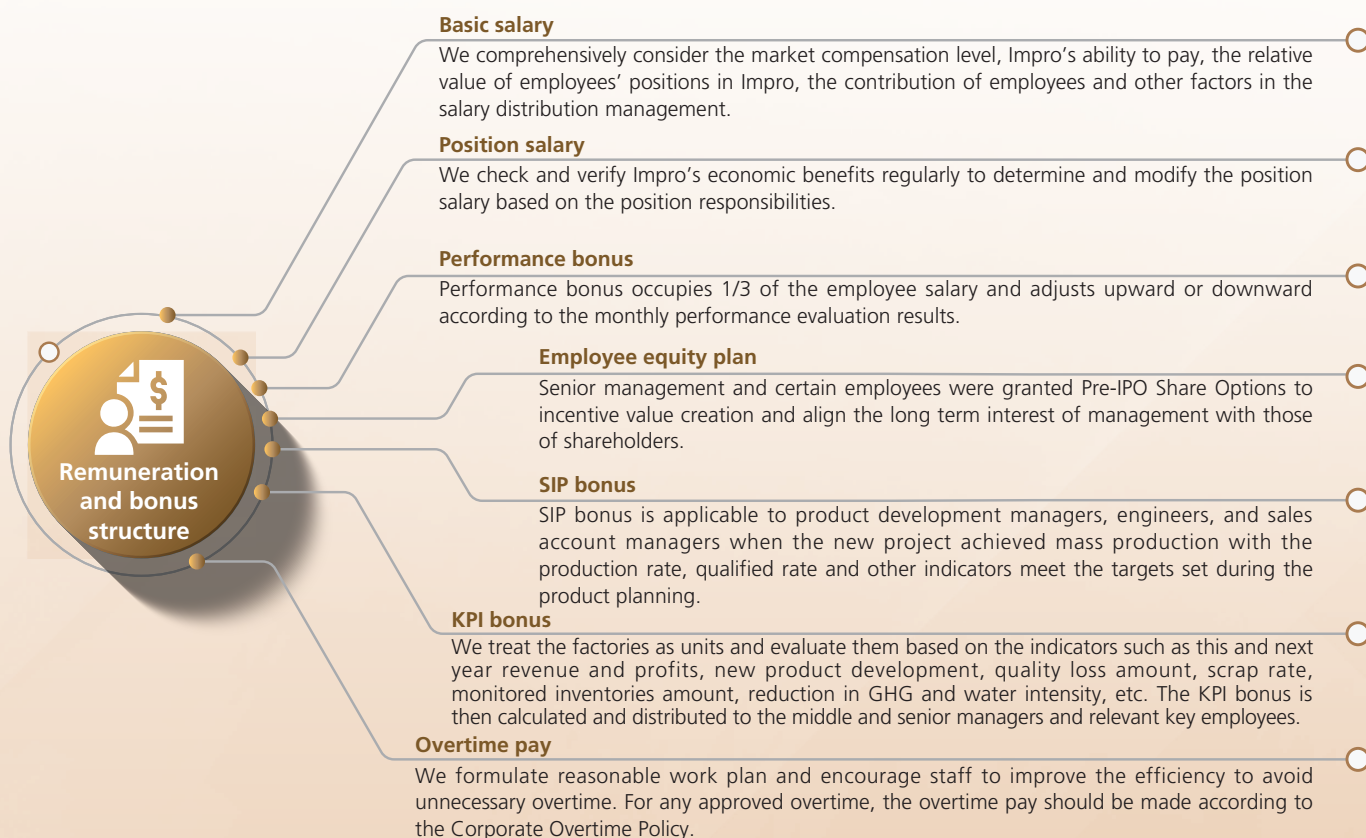 Basic salary
We comprehensively consider the market compensation level, Impro's ability to pay, the relative
value of employees' positions in Impro, the contribution of employees and other factors in the
salary distribution management.
Position salary
We check and verify Impro's economic benefits regularly to determine and modify the position
salary based on the position responsibilities.
Performance bonus
Performance bonus occupies 1/3 of the employee salary and adjusts upward or downward
according to the monthly performance evaluation results.
Employee equity plan
Senior management and certain employees were granted Pre-IPO Share Options to
incentive value creation and align the long term interest of management with those
of shareholders.
SIP bonus
SIP bonus is applicable to product development managers, engineers, and sales
account managers when the new project achieved mass production with the
production rate, qualified rate and other indicators meet the targets set during the
product planning.
KPI bonus
We treat the factories as units and evaluate them based on the indicators such as this and next
year revenue and profits, new product development, quality loss amount, scrap rate,
monitored inventories amount, reduction in GHG and water intensity, etc. The KPI bonus is
then calculated and distributed to the middle and senior managers and relevant key employees.
Overtime pay
We formulate reasonable work plan and encourage staff to improve the efficiency to avoid
unnecessary overtime. For any approved overtime, the overtime pay should be made according to
the Corporate Overtime Policy.
$
Remuneration
and bonus
structure